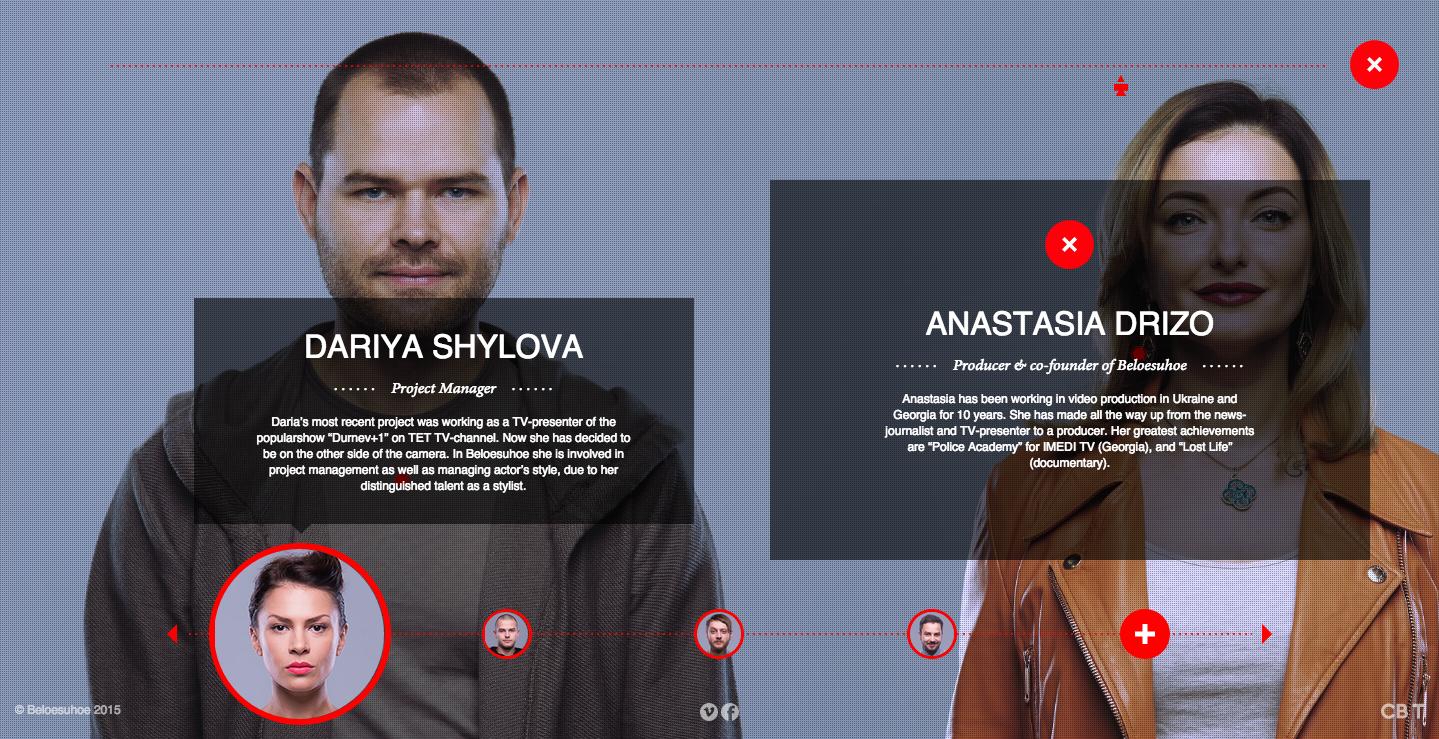 DARIYA SHYLOVA
Project Manager
Daria’s most recent project was working as a TV-presenter of the
popularshow “Durnev+1” on TET TV-channel. Now she has decided to
be on the other side of the camera. In Beloesuhoe she is involved in
project management as well as managing actor’s style, due to her
distinguished talent as a stylist.
ANASTASIA DRIZO
Producer & co-founder of Beloesuhoe
Anastasia has been working in video production in Ukraine and
Georgia for 10 years. She has made all the way up from the news-
journalist and TV-presenter to a producer. Her greatest achievements
are “Police Academy” for IMEDI TV (Georgia), and “Lost Life”
(documentary).
© Beloesuhoe 2015